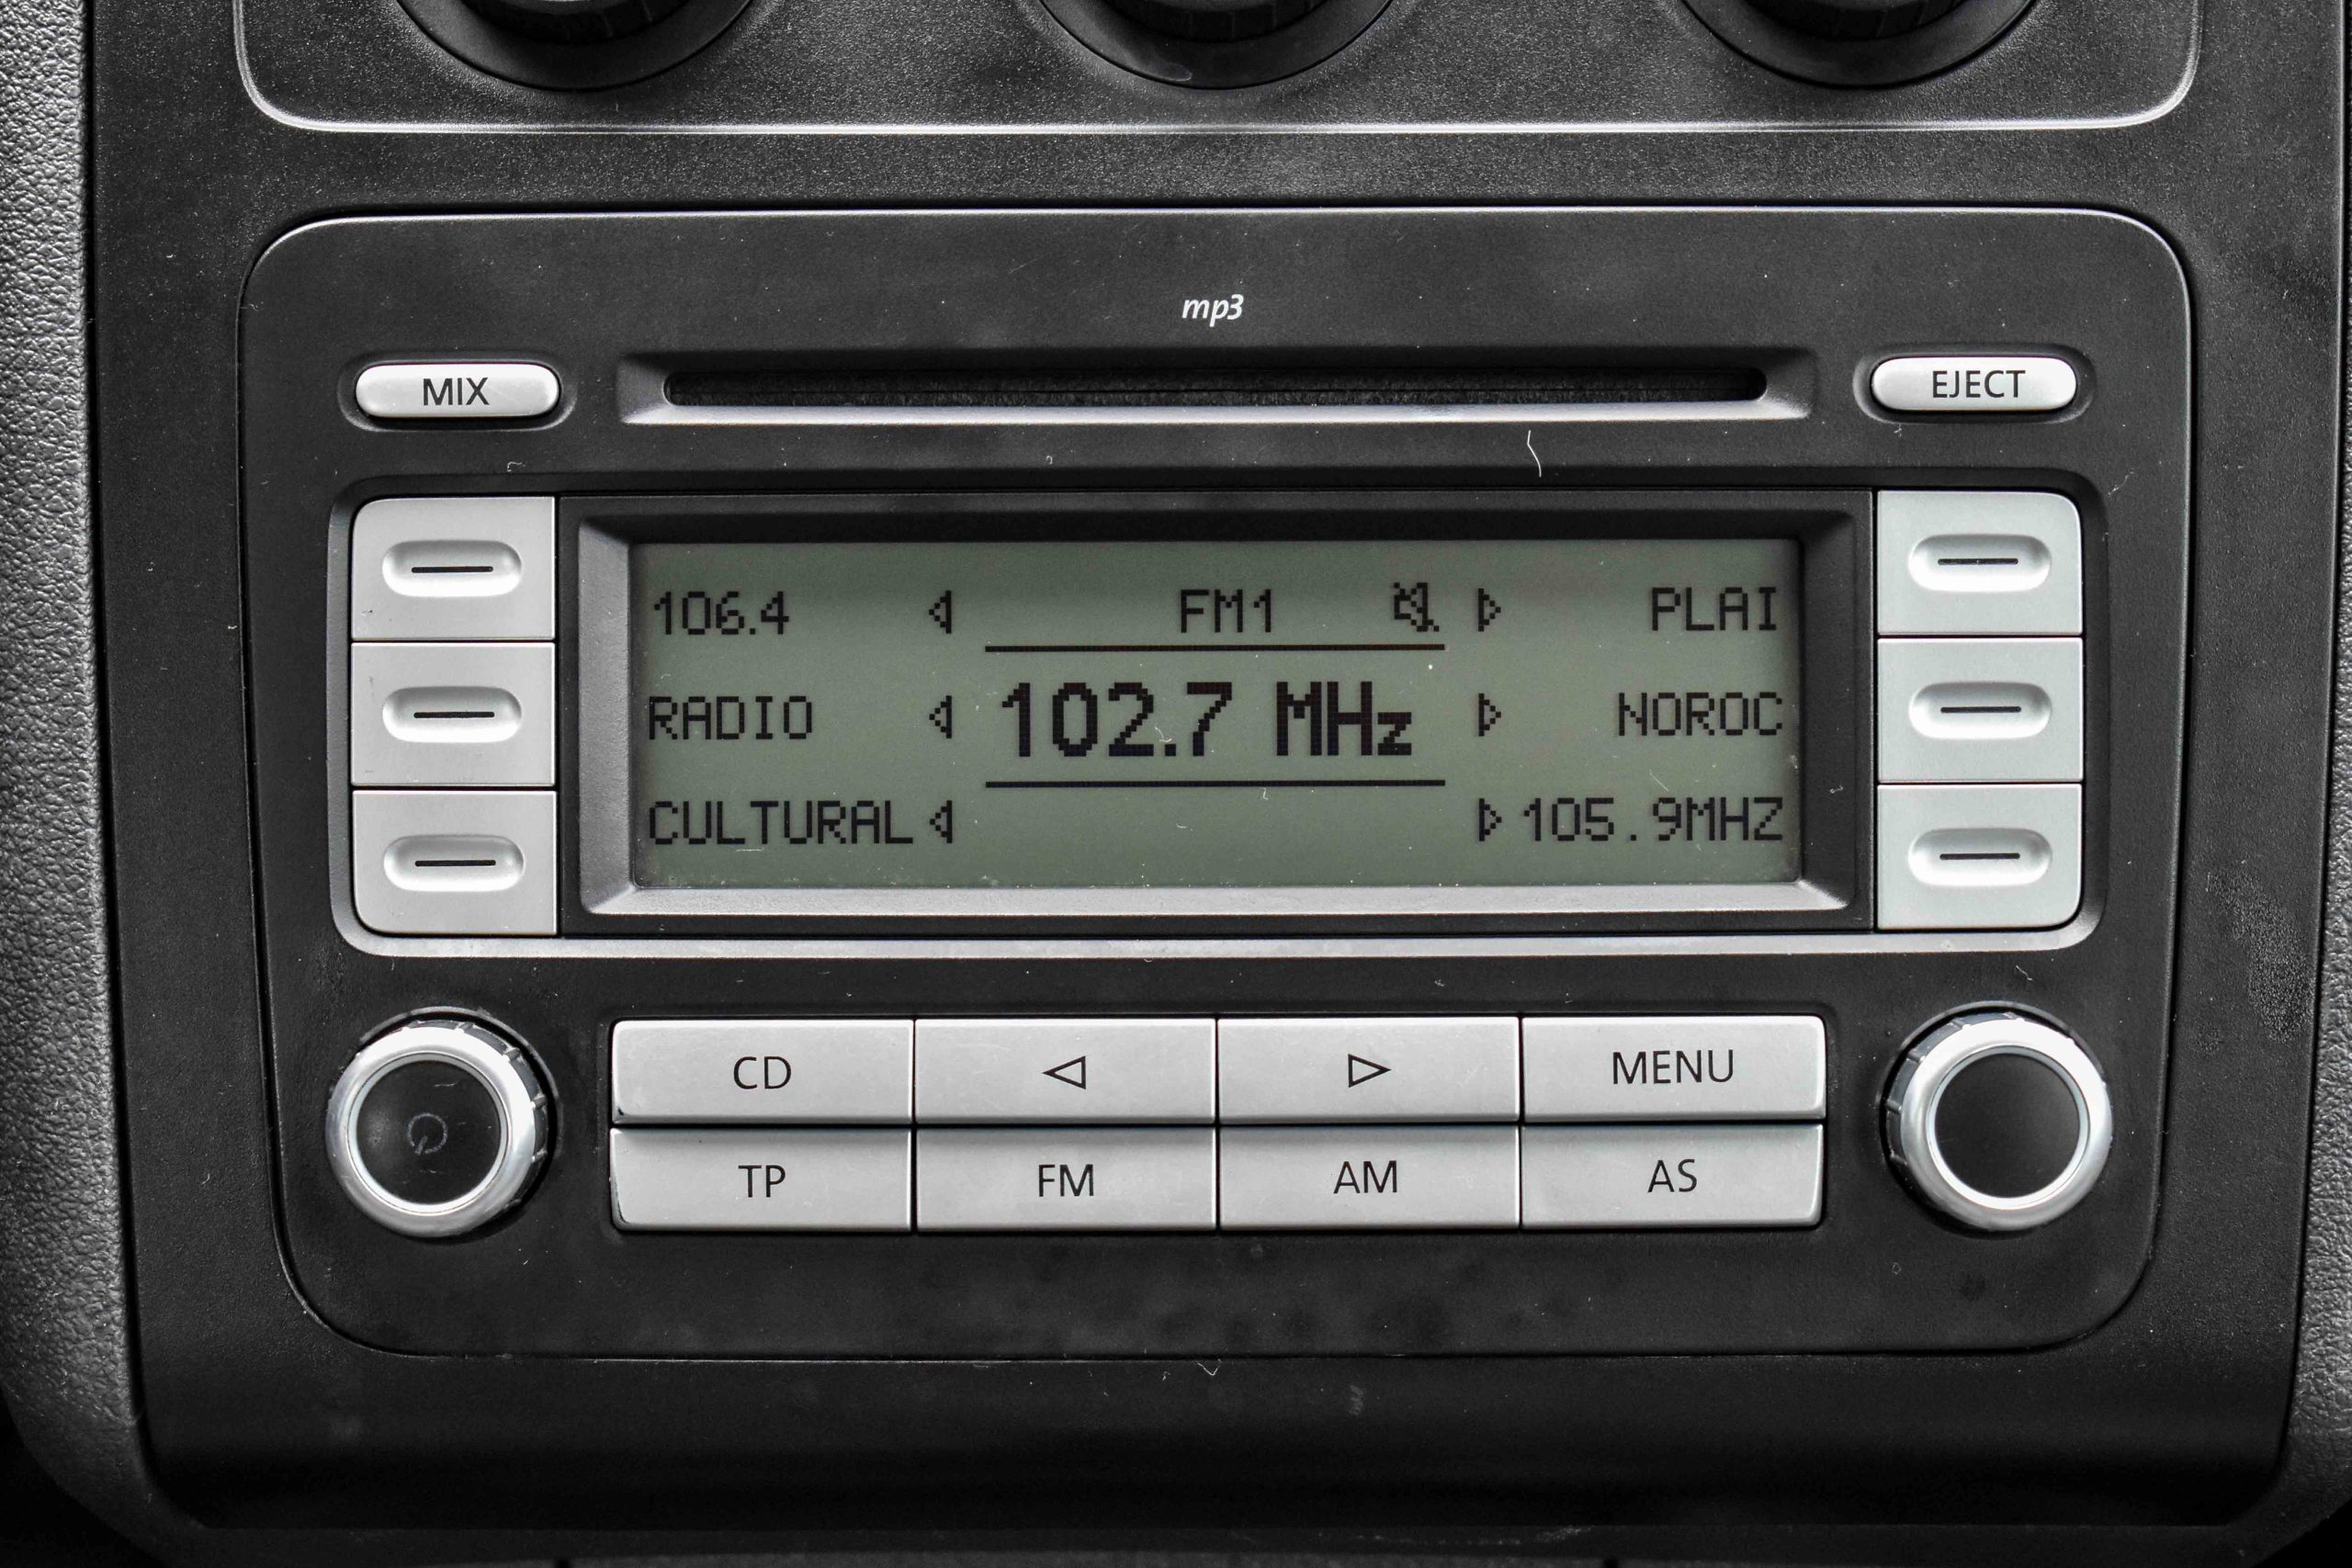 mp3
MIX
EJECT
106.4 FM1 PLAI
RADIO 102.7 MHz NOROC
CULTURAL 105.9MHZ
CD MENU
TP FM AM AS